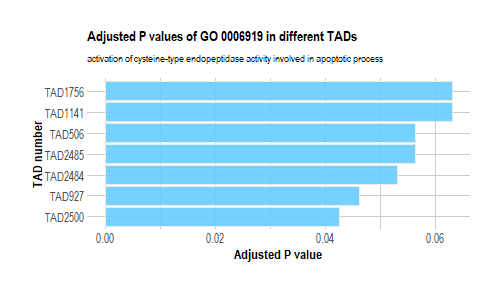 Adjusted P values of GO 0006919 in different TADs
activation of cysteine-type endopeptidase activity involved in apoptotic process
TAD number
TAD1756
TAD1141
TAD506
TAD2485
TAD2484
TAD927
TAD2500
0.00 0.02 0.04 0.06
Adjusted P value